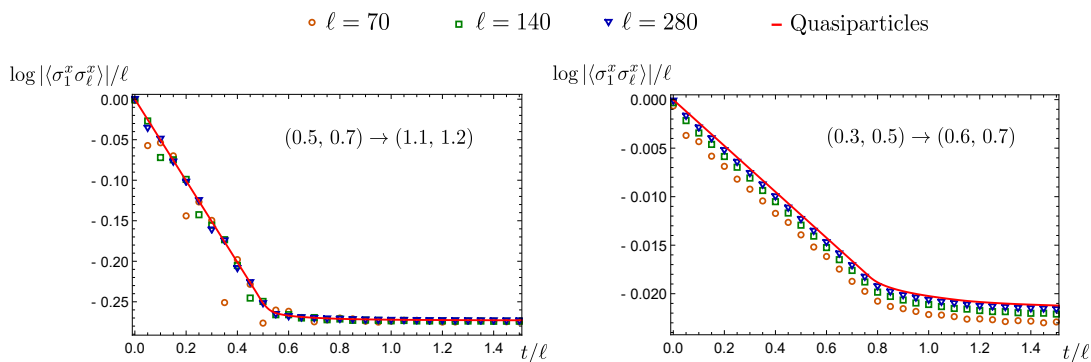 ℓ = 70 ℓ = 140 ℓ = 280 Quasiparticles
log |⟨σ₁ˣσ_ℓˣ⟩|/ℓ log |⟨σ₁ˣσ_ℓˣ⟩|/ℓ
0.00
-0.05
-0.10
-0.15
-0.20
-0.25
(0.5, 0.7) → (1.1, 1.2)
0.0 0.2 0.4 0.6 0.8 1.0 1.2 1.4 t/ℓ
0.000
-0.005
-0.010
-0.015
-0.020
(0.3, 0.5) → (0.6, 0.7)
0.0 0.2 0.4 0.6 0.8 1.0 1.2 1.4 t/ℓ